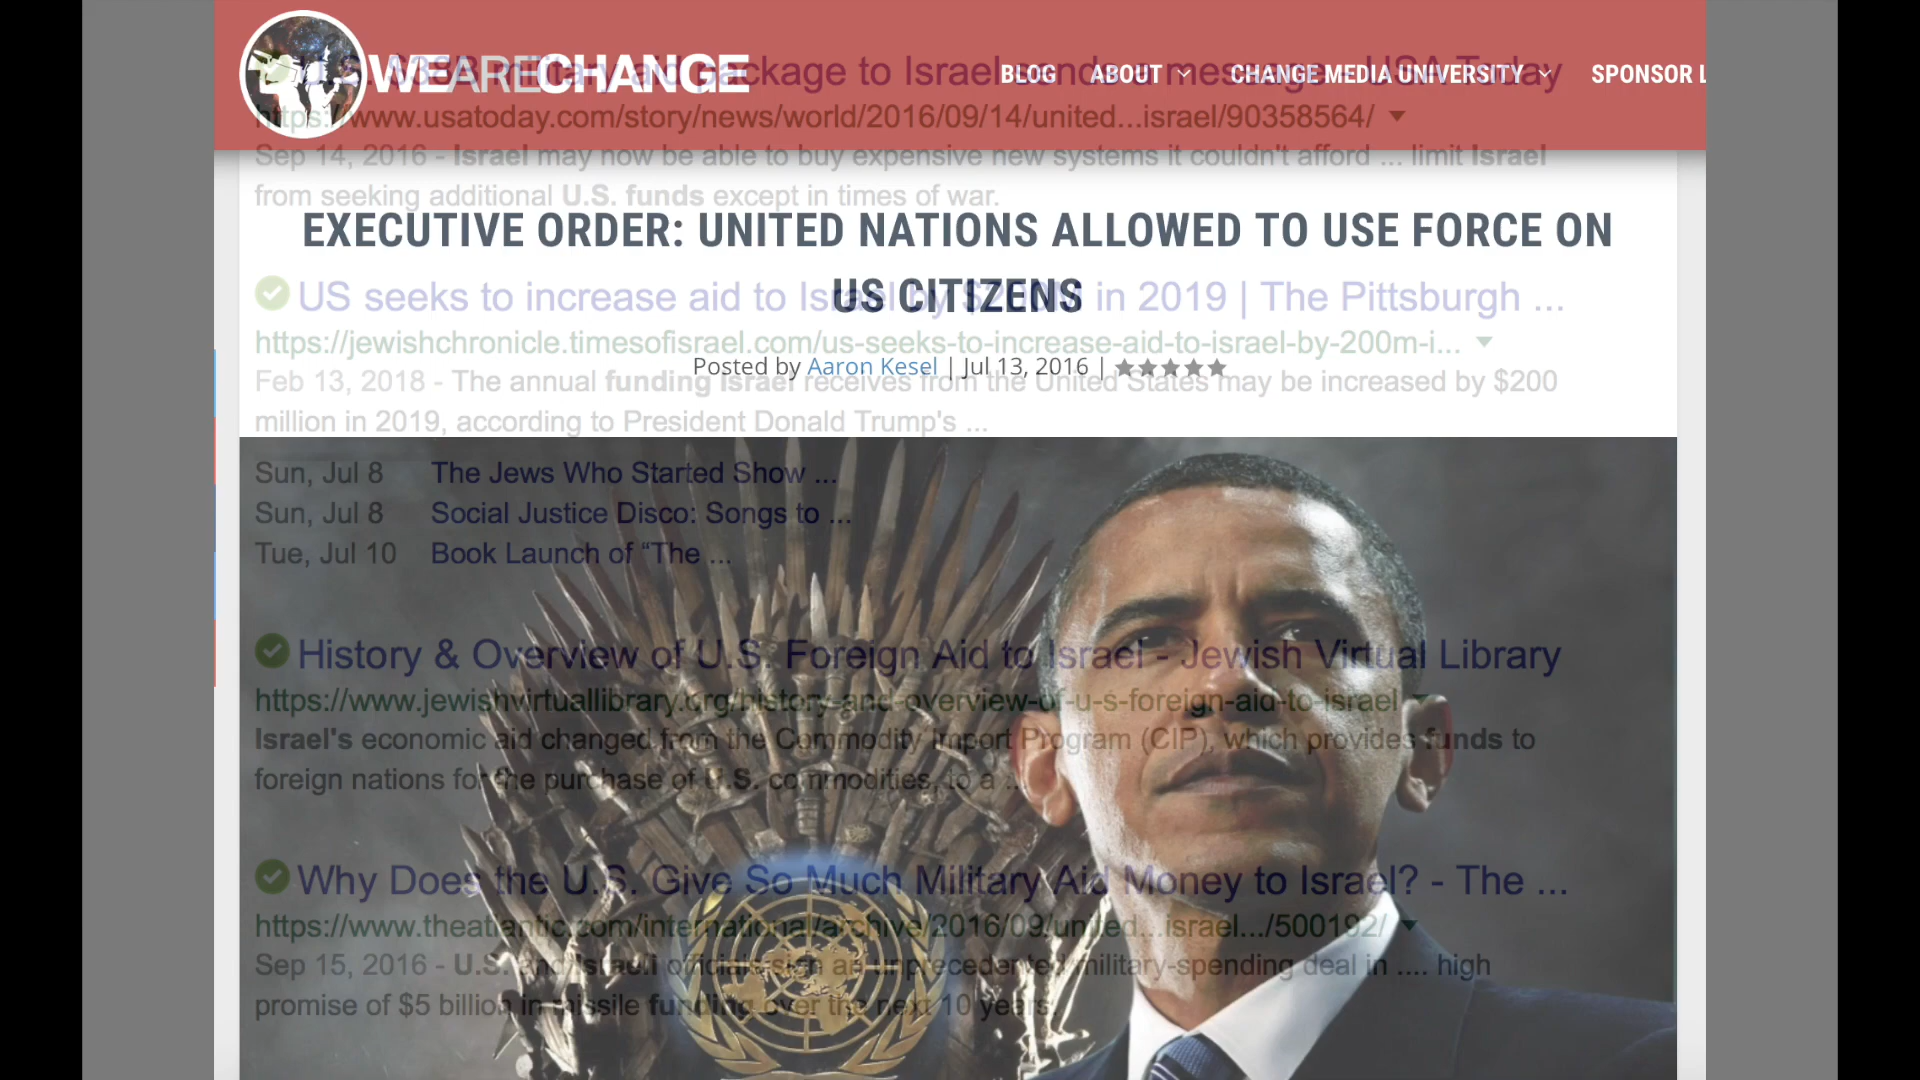 WEARECHANGE
BLOG ABOUT CHANGE MEDIA UNIVERSITY SPONSOR L
military aid package to Israel sends a message - USA Today
https://www.usatoday.com/story/news/world/2016/09/14/united...israel/90358564/
Sep 14, 2016 - Israel may now be able to buy expensive new systems it couldn't afford ... limit Israel
from seeking additional U.S. funds except in times of war.
EXECUTIVE ORDER: UNITED NATIONS ALLOWED TO USE FORCE ON
US CITIZENS
US seeks to increase aid to Israel by in 2019 | The Pittsburgh ...
https://jewishchronicle.timesofisrael.com/us-seeks-to-increase-aid-to-israel-by-200m-i...
Posted by Aaron Kesel | Jul 13, 2016 |
Feb 13, 2018 - The annual funding Israel receives from the United States may be increased by $200
million in 2019, according to President Donald Trump's ...
Sun, Jul 8 The Jews Who Started Show ...
Sun, Jul 8 Social Justice Disco: Songs to ...
Tue, Jul 10 Book Launch of “The ...
History & Overview of U.S. Foreign Aid to Israel - Jewish Virtual Library
https://www.jewishvirtuallibrary.org/history-and-overview-of-u-s-foreign-aid-to-israel
Israel's economic aid changed from the Commodity Import Program (CIP), which provides funds to
foreign nations for the purchase of U.S. commodities, to a ...
Why Does the U.S. Give So Much Military Aid Money to Israel? - The ...
https://www.theatlantic.com/international/archive/2016/09/united...israel.../500192/
Sep 15, 2016 - U.S. and Israeli officials sign an unprecedented military-spending deal in .... high
promise of $5 billion in missile funding over the next 10 years.